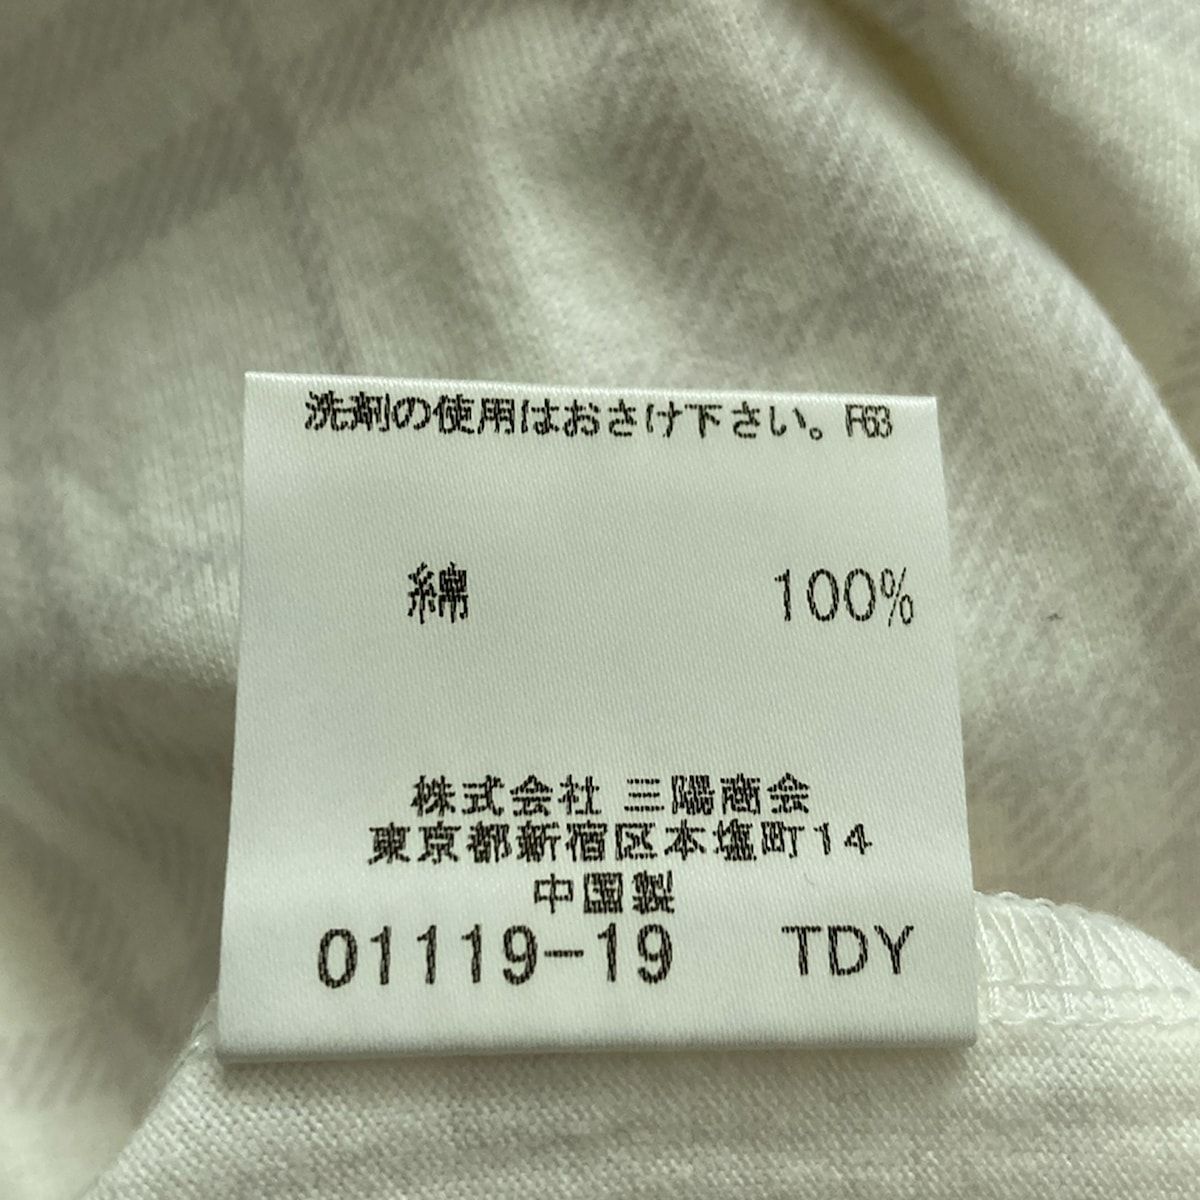 洗剤の使用はおさけ下さい。 F63
綿 100%
株式会社 三陽商会
東京都新宿区本塩町14
中国製
01119-19 TDY